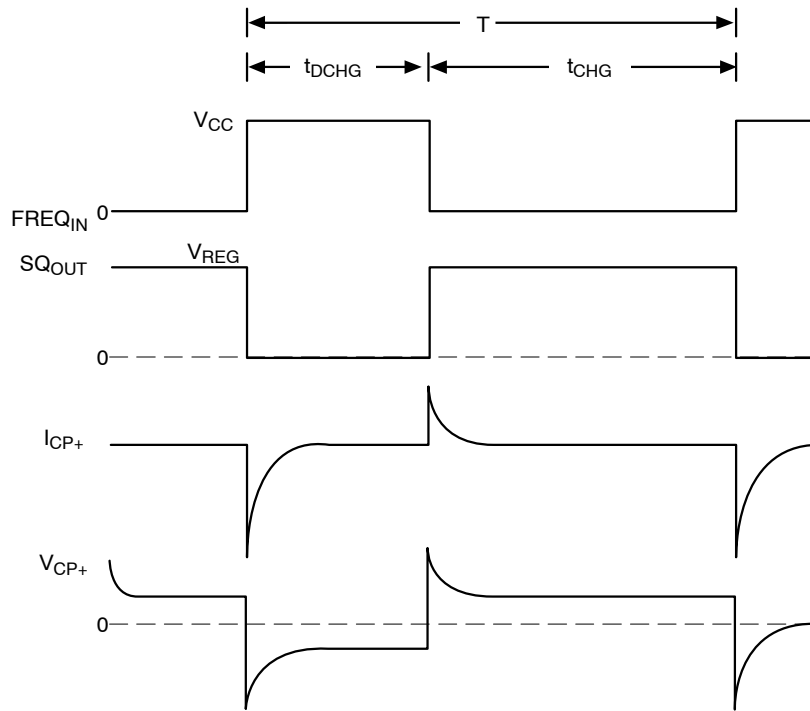 T
tDCHG
tCHG
VCC
0
FREQIN
VREG
SQOUT
0
ICP+
VCP+
0